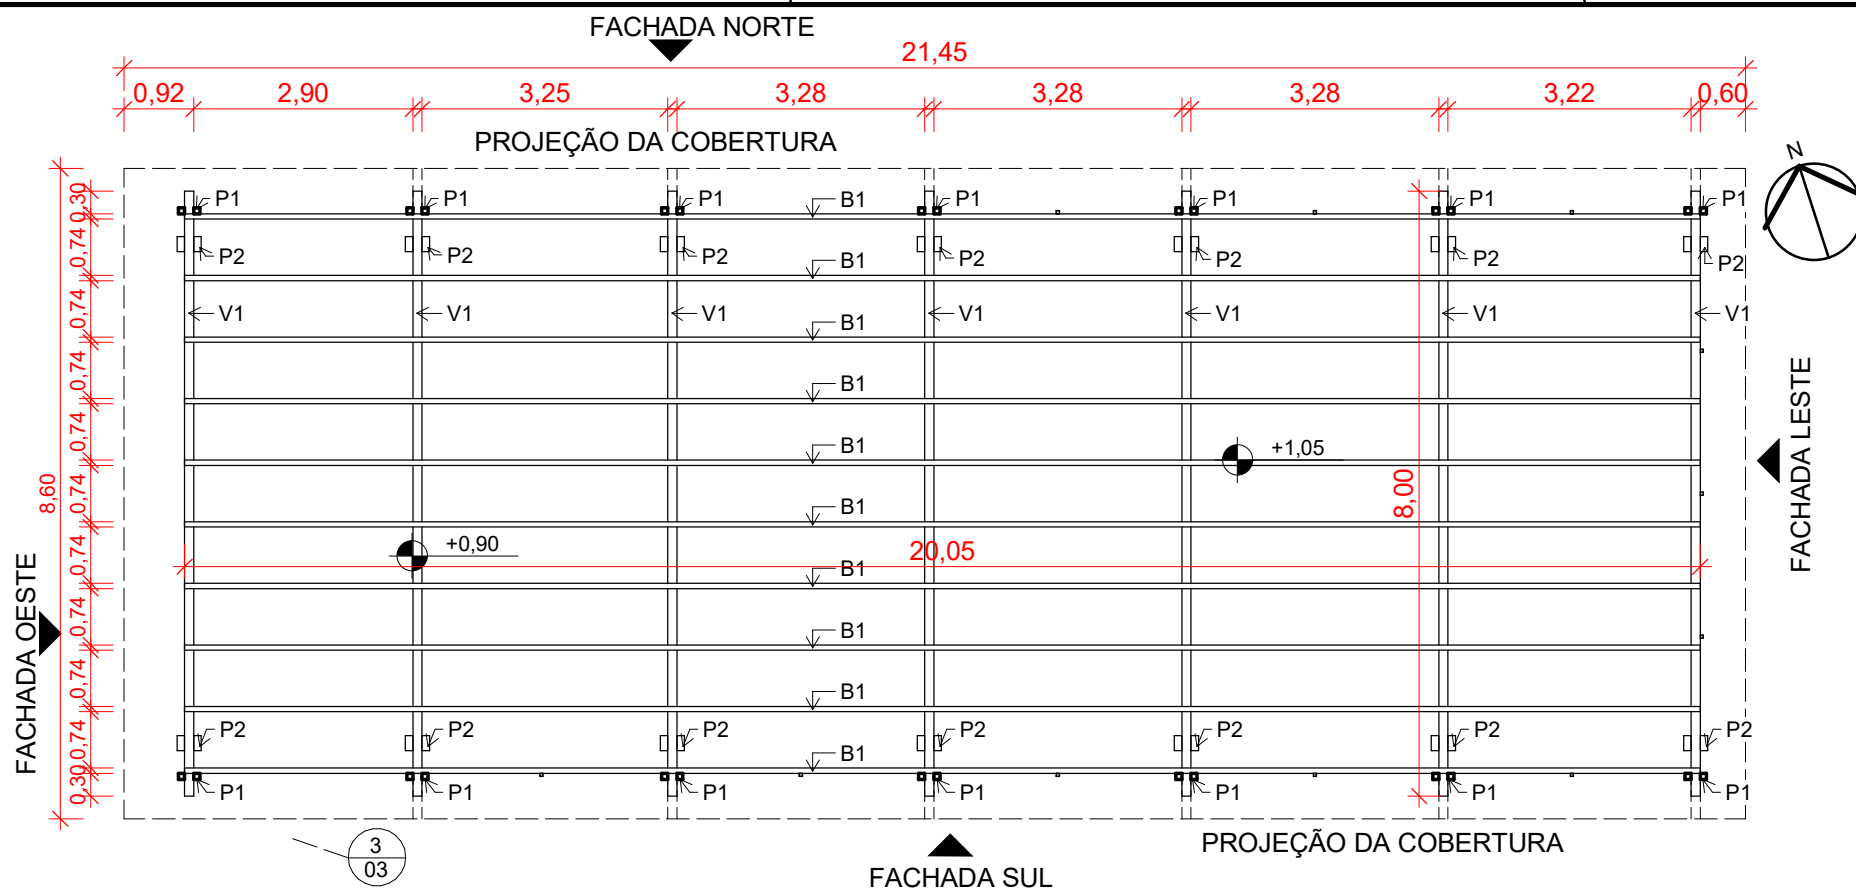 FACHADA NORTE
21,45
0,92 2,90 3,25 3,28 3,28 3,28 3,22 0,60
PROJEÇÃO DA COBERTURA
N
0,30
P1 P1 P1 P1 P1 P1 P1
B1
0,74
P2 P2 P2 P2 P2 P2 P2
B1
0,74
V1 V1 V1 V1 V1 V1 V1
B1
0,74
B1
0,74
B1
+1,05
8,60
0,74
8,00
B1
FACHADA LESTE
0,74
+0,90
20,05
B1
FACHADA OESTE
0,74
B1
0,74
B1
0,74
P2 P2 P2 P2 P2 P2 P2
B1
0,30
P1 P1 P1 P1 P1 P1 P1
3
03
PROJEÇÃO DA COBERTURA
FACHADA SUL